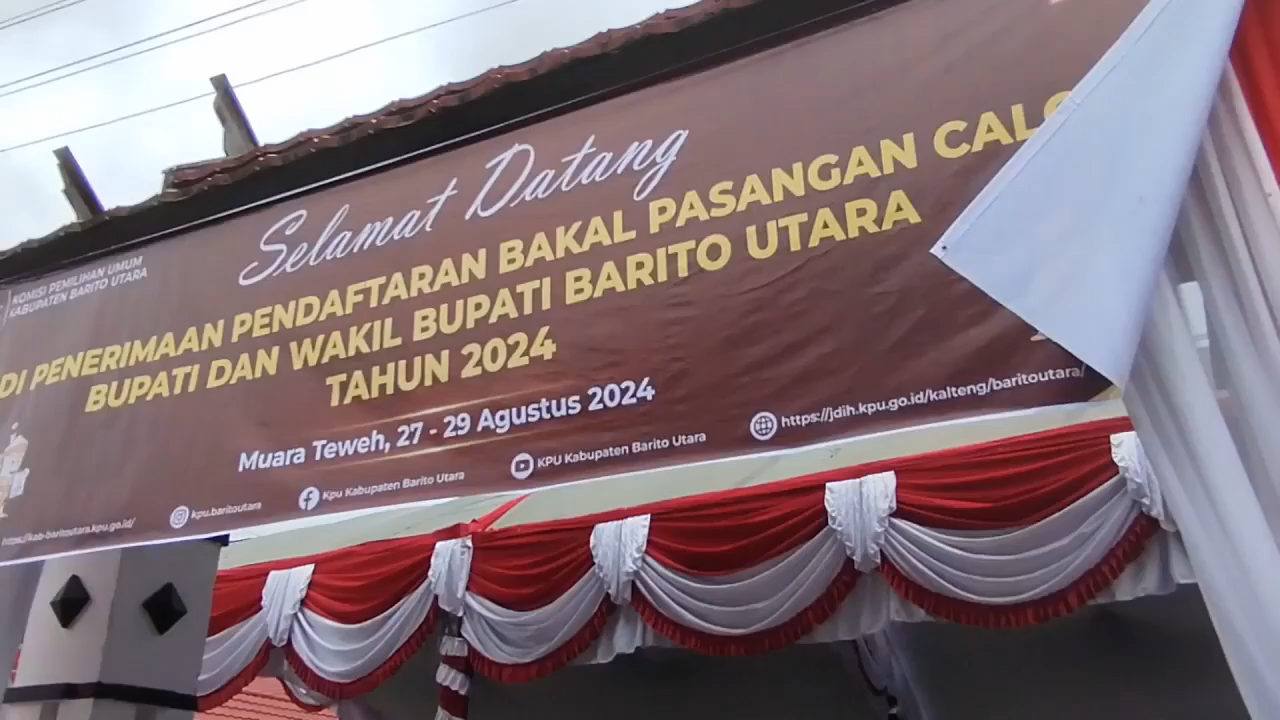 KOMISI PEMILIHAN UMUM
KABUPATEN BARITO UTARA
Selamat Datang
DI PENERIMAAN PENDAFTARAN BAKAL PASANGAN
BUPATI DAN WAKIL BUPATI BARITO UTARA
TAHUN 2024
Muara Teweh, 27 - 29 Agustus 2024
https://kab-baritoutara.kpu.go.id/
kpu.baritoutara
Kpu Kabupaten Barito Utara
KPU Kabupaten Barito Utara
https://jdih.kpu.go.id/kalteng/baritoutara/